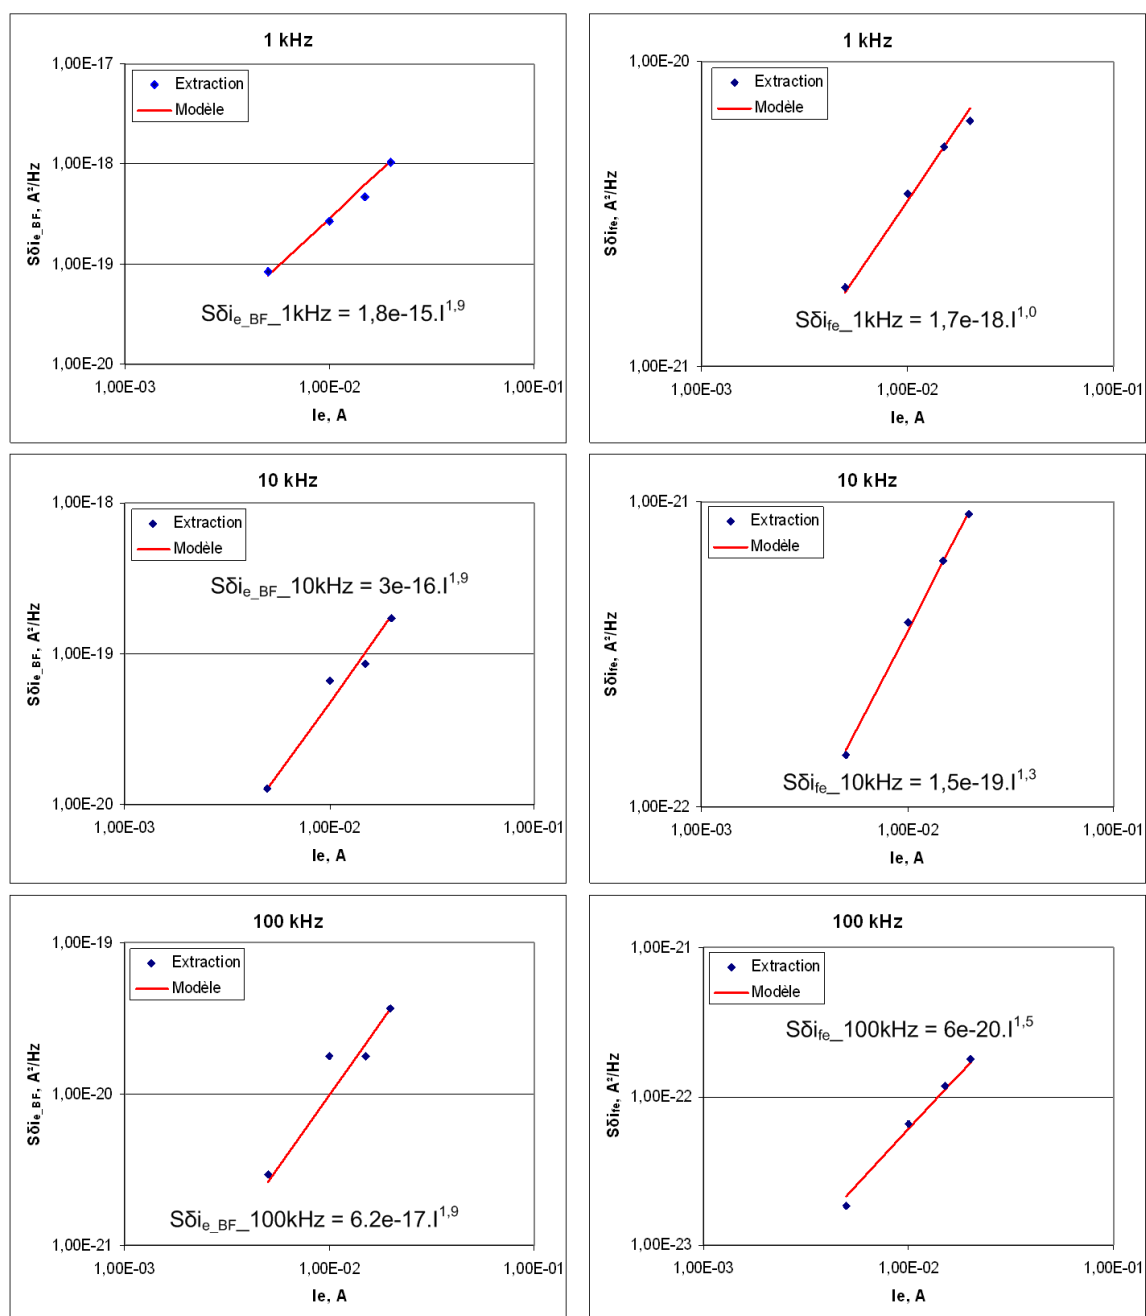 1 kHz
1,00E-17
1,00E-18
1,00E-19
1,00E-20
Sδie_BF, A²/Hz
Extraction
Modèle
Sδie_BF_1kHz = 1,8e-15.I1,9
1,00E-03
1,00E-02
1,00E-01
Ie, A
1 kHz
1,00E-20
1,00E-21
Sδife, A²/Hz
Extraction
Modèle
Sδife_1kHz = 1,7e-18.I1,0
1,00E-03
1,00E-02
1,00E-01
Ie, A
10 kHz
1,00E-18
1,00E-19
1,00E-20
Sδie_BF, A²/Hz
Extraction
Modèle
Sδie_BF_10kHz = 3e-16.I1,9
1,00E-03
1,00E-02
1,00E-01
Ie, A
10 kHz
1,00E-21
1,00E-22
Sδife, A²/Hz
Extraction
Modèle
Sδife_10kHz = 1,5e-19.I1,3
1,00E-03
1,00E-02
1,00E-01
Ie, A
100 kHz
1,00E-19
1,00E-20
1,00E-21
Sδie_BF, A²/Hz
Extraction
Modèle
Sδie_BF_100kHz = 6.2e-17.I1,9
1,00E-03
1,00E-02
1,00E-01
Ie, A
100 kHz
1,00E-21
1,00E-22
1,00E-23
Sδife, A²/Hz
Extraction
Modèle
Sδife_100kHz = 6e-20.I1,5
1,00E-03
1,00E-02
1,00E-01
Ie, A